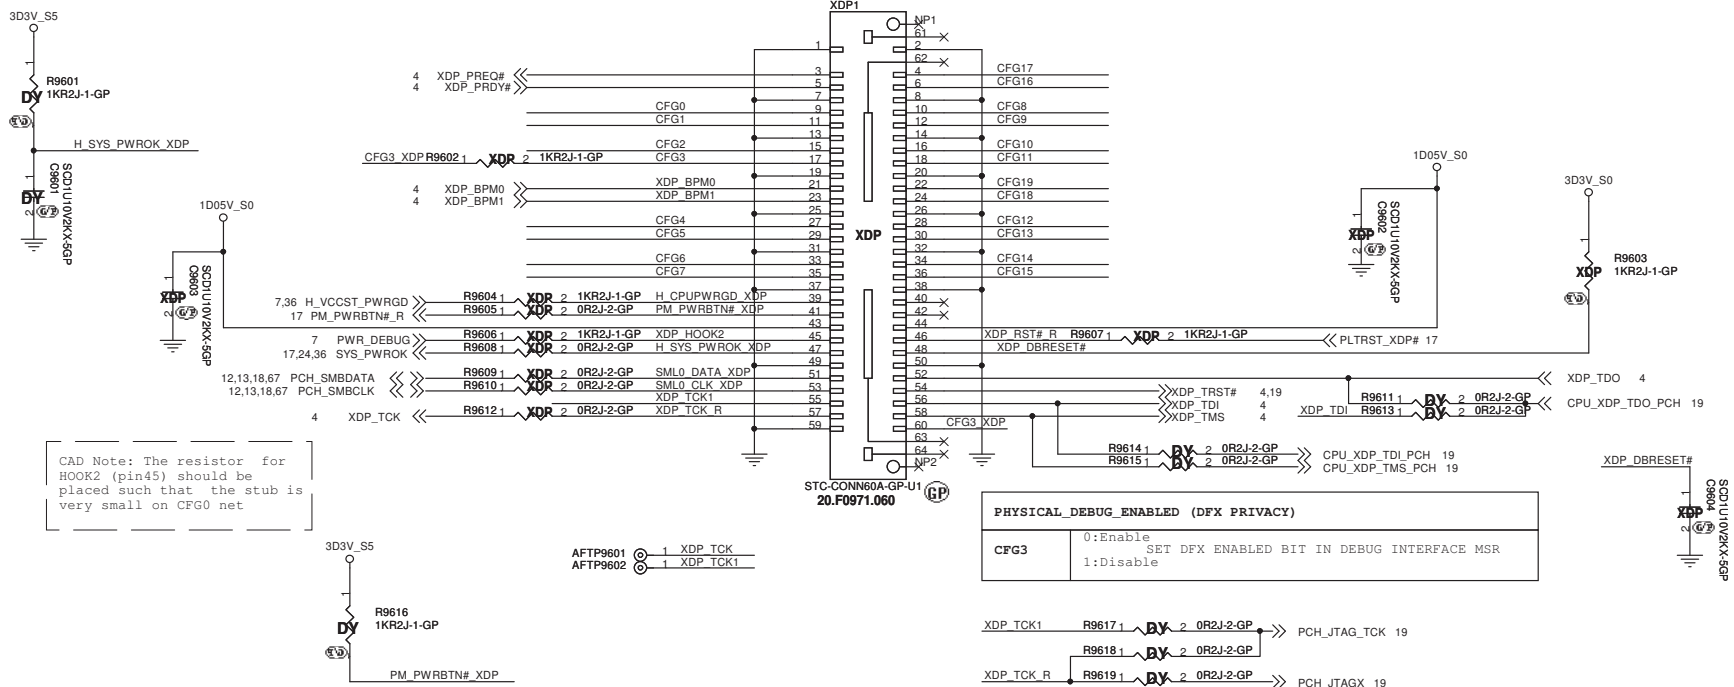 3D3V_S5
1
R9601
1KR2J-1-GP
DY
H_SYS_PWROK_XDP
1
C9601
SCD1U10V2KX-5GP
DY
2
1D05V_S0
1
C9603
SCD1U10V2KX-5GP
XDP
2
XDP1
NP1
61
1 2
62
4 XDP_PREQ# 3 4 CFG17
4 XDP_PRDY# 5 6 CFG16
7 8
CFG0 9 10 CFG8
CFG1 11 12 CFG9
13 14
CFG2 15 16 CFG10
CFG3_XDP R9602 1 XDP 2 1KR2J-1-GP CFG3 17 18 CFG11
19 20
4 XDP_BPM0 XDP_BPM0 21 22 CFG19
4 XDP_BPM1 XDP_BPM1 23 24 CFG18
25 26
CFG4 27 28 CFG12
CFG5 29 30 CFG13
XDP
31 32
CFG6 33 34 CFG14
CFG7 35 36 CFG15
37 38
7,36 H_VCCST_PWRGD R9604 1 XDP 2 1KR2J-1-GP H_CPUPWRGD_XDP 39 40
17 PM_PWRBTN#_R R9605 1 XDP 2 0R2J-2-GP PM_PWRBTN#_XDP 41 42
43 44
7 PWR_DEBUG R9606 1 XDP 2 1KR2J-1-GP XDP_HOOK2 45 46 XDP_RST#_R R9607 1 XDP 2 1KR2J-1-GP PLTRST_XDP# 17
17,24,36 SYS_PWROK R9608 1 XDP 2 0R2J-2-GP H_SYS_PWROK_XDP 47 48 XDP_DBRESET#
49 50
12,13,18,67 PCH_SMBDATA R9609 1 XDP 2 0R2J-2-GP SML0_DATA_XDP 51 52 XDP_TDO 4
12,13,18,67 PCH_SMBCLK R9610 1 XDP 2 0R2J-2-GP SML0_CLK_XDP 53 54 XDP_TRST# 4,19
XDP_TCK1 55 56 XDP_TDI 4
4 XDP_TCK R9612 1 XDP 2 0R2J-2-GP XDP_TCK_R 57 58 XDP_TMS 4
59 60 CFG3_XDP
63
64
NP2
STC-CONN60A-GP-U1
20.F0971.060
GP
1D05V_S0
1
C9602
SCD1U10V2KX-5GP
XDP
2
3D3V_S0
1
R9603
1KR2J-1-GP
XDP
R9611 1 DY 2 0R2J-2-GP CPU_XDP_TDO_PCH 19
XDP_TDI R9613 1 DY 2 0R2J-2-GP
R9614 1 DY 2 0R2J-2-GP CPU_XDP_TDI_PCH 19
R9615 1 DY 2 0R2J-2-GP CPU_XDP_TMS_PCH 19
XDP_DBRESET#
1
C9604
SCD1U10V2KX-5GP
XDP
2
CAD Note: The resistor for
HOOK2 (pin45) should be
placed such that the stub is
very small on CFG0 net
PHYSICAL_DEBUG_ENABLED (DFX PRIVACY)
CFG3
0:Enable
SET DFX ENABLED BIT IN DEBUG INTERFACE MSR
1:Disable
3D3V_S5
1
R9616
1KR2J-1-GP
DY
PM_PWRBTN#_XDP
AFTP9601 1 XDP_TCK
AFTP9602 1 XDP_TCK1
XDP_TCK1 R9617 1 DY 2 0R2J-2-GP PCH_JTAG_TCK 19
R9618 1 DY 2 0R2J-2-GP
XDP_TCK_R R9619 1 DY 2 0R2J-2-GP PCH_JTAGX 19